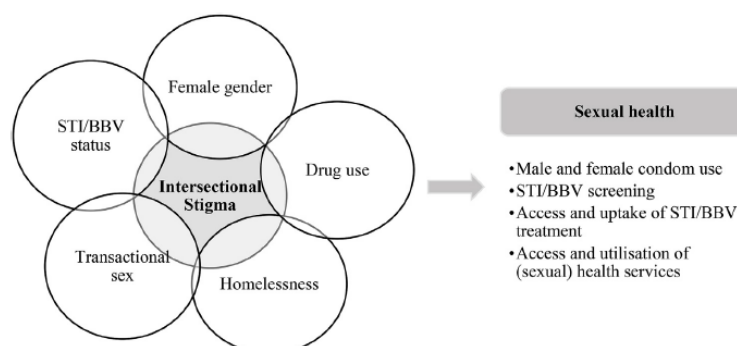 Female gender
STI/BBV
status
Drug use
Intersectional
Stigma
Transactional
sex
Homelessness
Sexual health
•Male and female condom use
•STI/BBV screening
•Access and uptake of STI/BBV
treatment
•Access and utilisation of
(sexual) health services